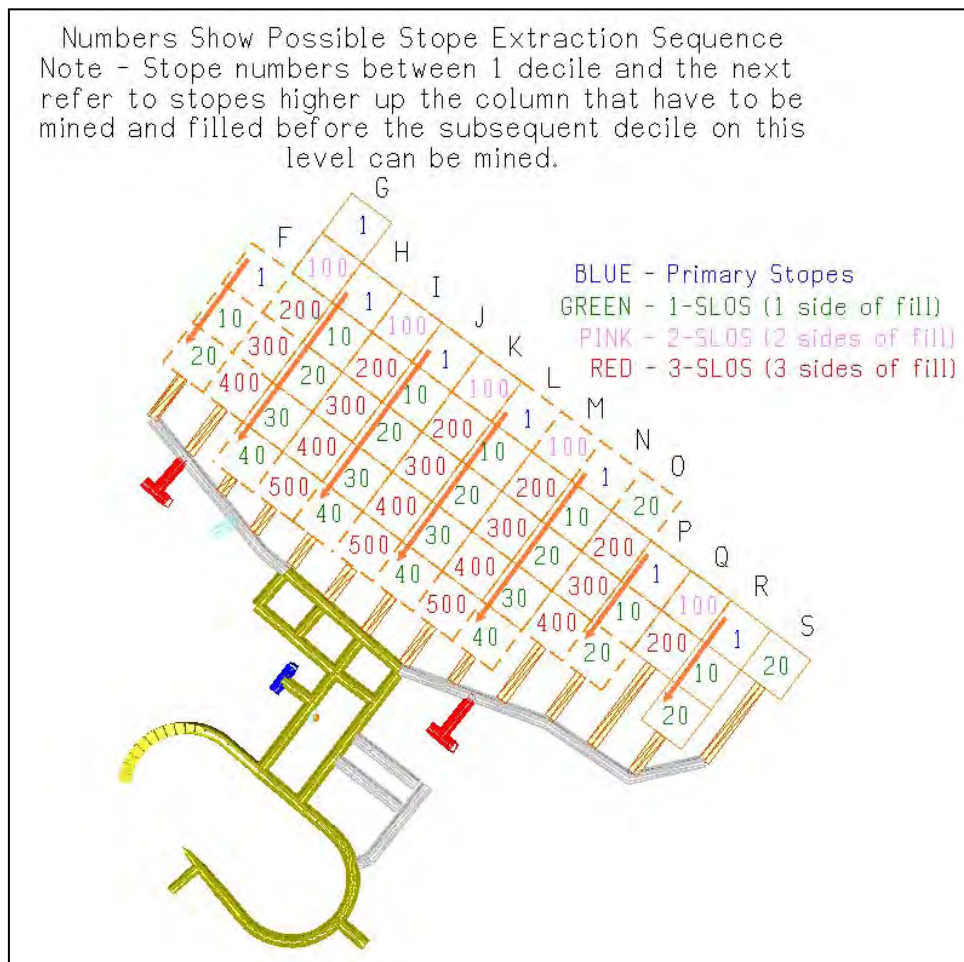 Numbers Show Possible Stope Extraction Sequence
Note - Stope numbers between 1 decile and the next
refer to stopes higher up the column that have to be
mined and filled before the subsequent decile on this
level can be mined.
G
1
F
H
100
BLUE - Primary Stopes
1
I
1
GREEN - 1-SLOS (1 side of fill)
200
J
10
100
10
PINK - 2-SLOS (2 sides of fill)
300
K
20
1
200
RED - 3-SLOS (3 sides of fill)
20
L
400
10
100
300
M
30
1
200
20
N
400
10
100
40
300
O
30
1
500
200
20
20
400
40
10
300
P
30
200
500
20
Q
400
1
40
300
R
30
100
500
10
400
S
40
1
200
20
20
10
20